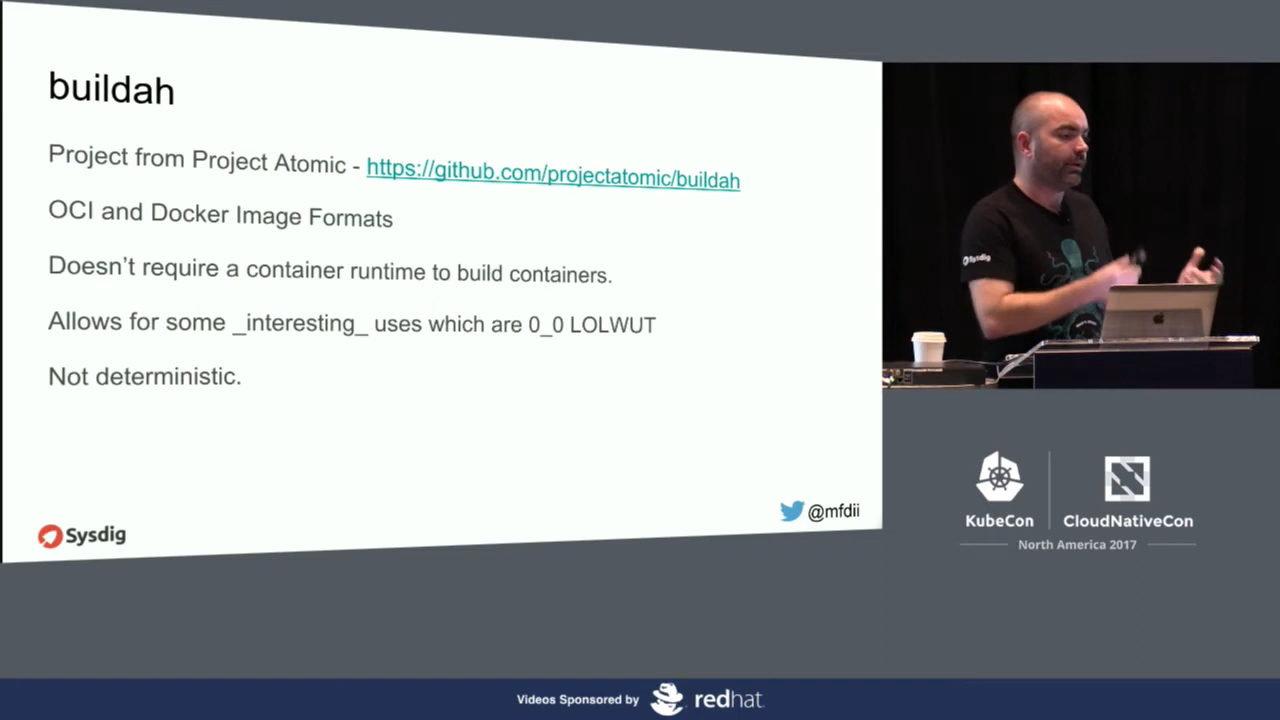 buildah
Project from Project Atomic - https://github.com/projectatomic/buildah
OCI and Docker Image Formats
Doesn't require a container runtime to build containers.
Allows for some _interesting_ uses which are 0_0 LOLWUT
Not deterministic.
Sysdig
@mfdii
Sysdig
KubeCon
CloudNativeCon
North America 2017
Videos Sponsored by
redhat